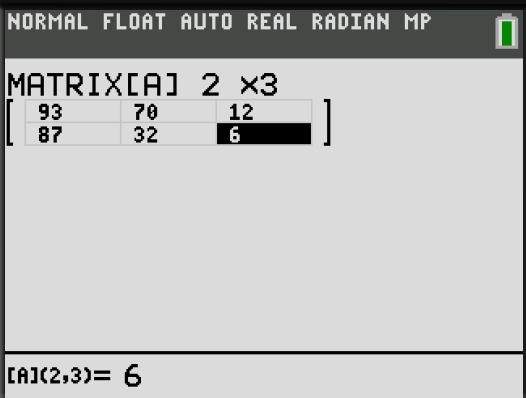 NORMAL FLOAT AUTO REAL RADIAN MP
MATRIX[A] 2 ×3
[ 93 70 12 ]
[ 87 32 6 ]
[A](2,3)= 6